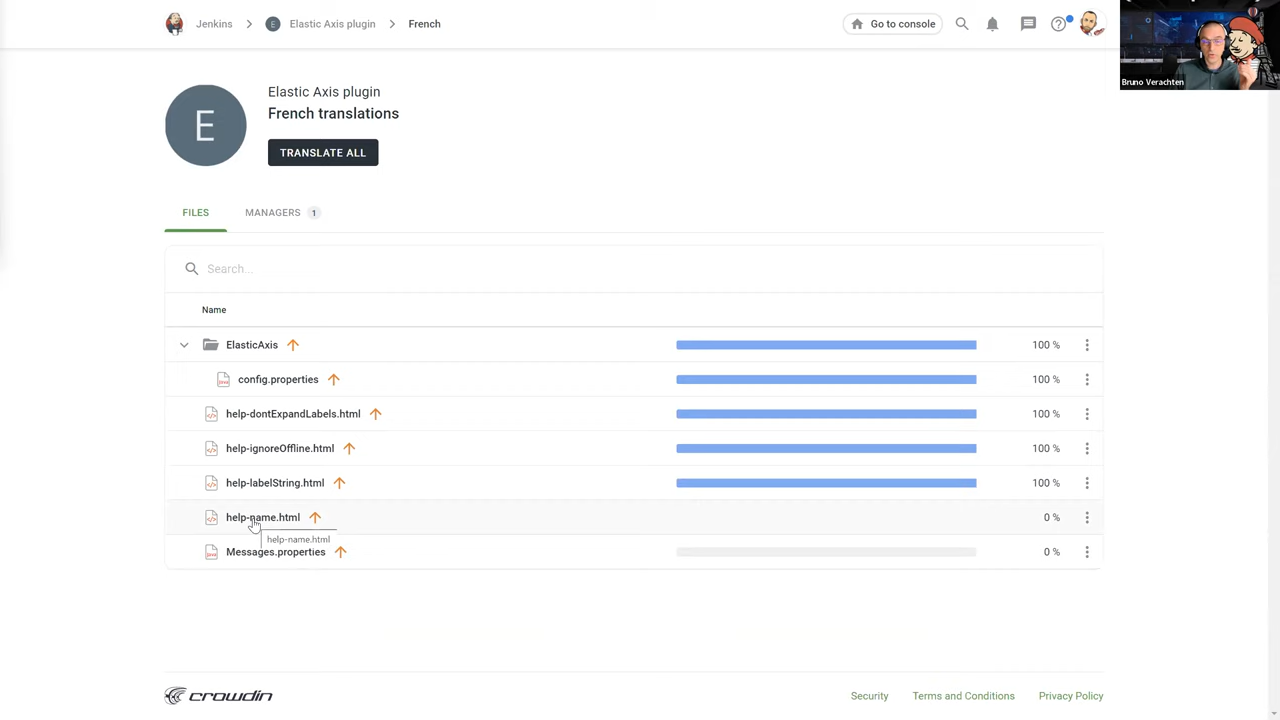 Jenkins
Elastic Axis plugin
French
Go to console
Bruno Verachten
E
E
Elastic Axis plugin
French translations
TRANSLATE ALL
FILES
MANAGERS 1
Search...
Name
ElasticAxis
100 %
config.properties
100 %
help-dontExpandLabels.html
100 %
help-ignoreOffline.html
100 %
help-labelString.html
100 %
help-name.html
0 %
help-name.html
Messages.properties
0 %
crowdin
Security
Terms and Conditions
Privacy Policy